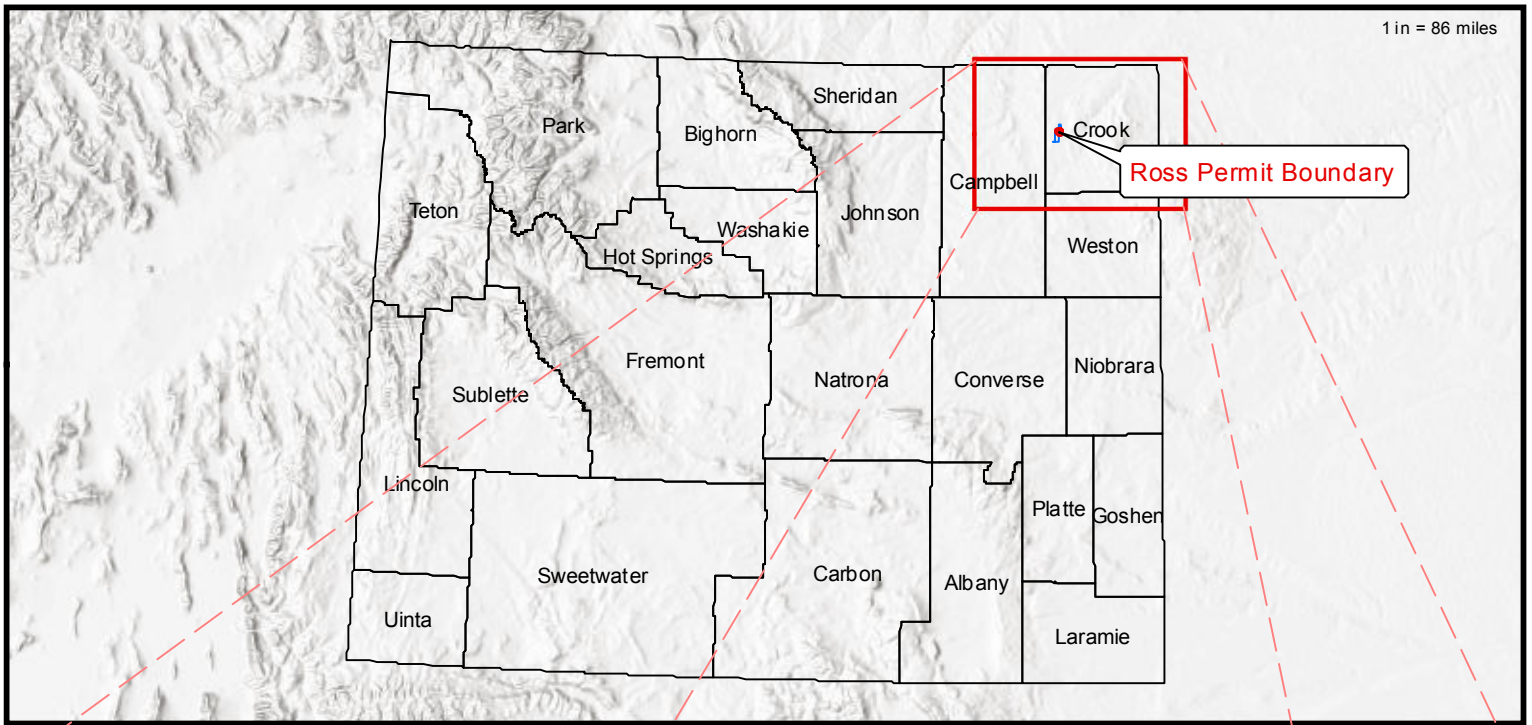 1 in = 86 miles
Sheridan
Park
Bighorn
Crook
Ross Permit Boundary
Campbell
Teton
Johnson
Washakie
Weston
Hot Springs
Fremont
Niobrara
Natrona
Converse
Sublette
Lincoln
Platte
Goshen
Sweetwater
Carbon
Albany
Uinta
Laramie